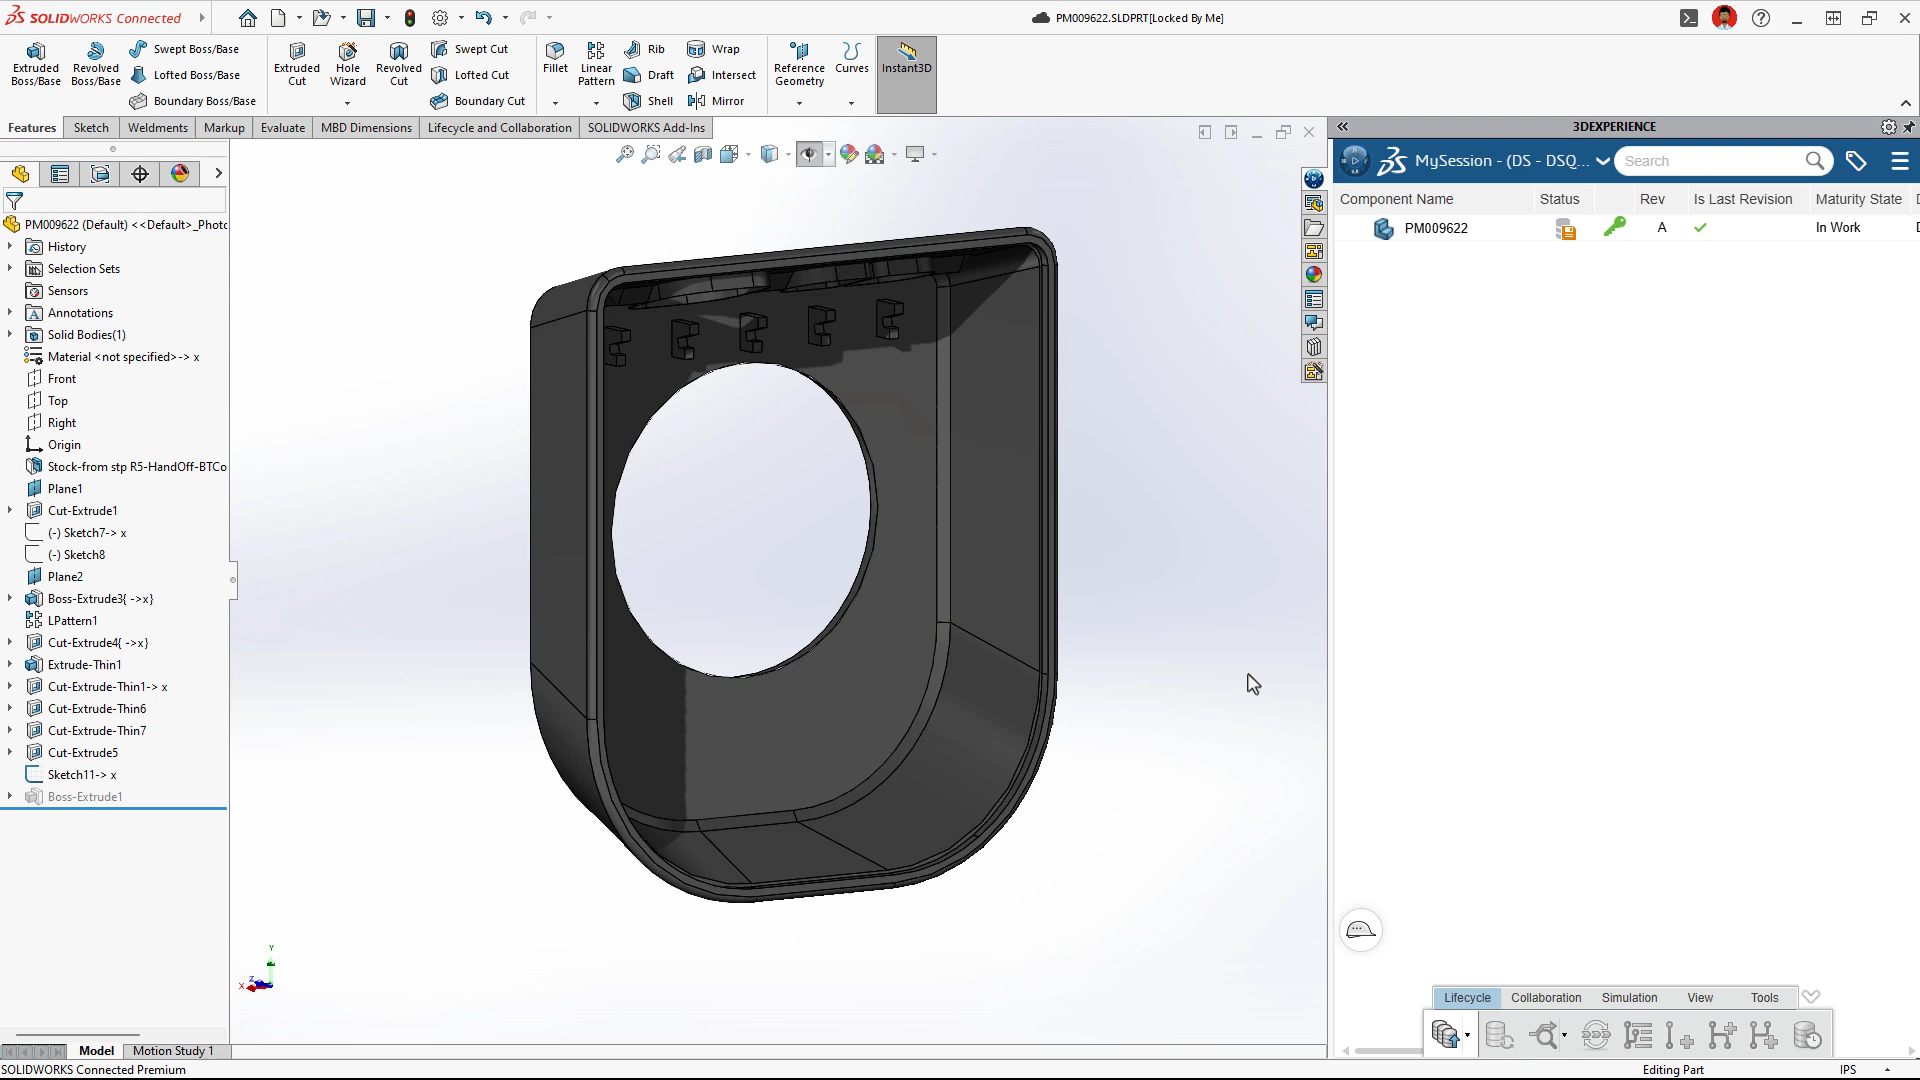 SOLIDWORKS Connected
PM009622.SLDPRT[Locked By Me]
Extruded Boss/Base
Revolved Boss/Base
Swept Boss/Base
Lofted Boss/Base
Boundary Boss/Base
Extruded Cut
Hole Wizard
Revolved Cut
Swept Cut
Lofted Cut
Boundary Cut
Fillet
Linear Pattern
Rib
Draft
Shell
Wrap
Intersect
Mirror
Reference Geometry
Curves
Instant3D
Features
Sketch
Weldments
Markup
Evaluate
MBD Dimensions
Lifecycle and Collaboration
SOLIDWORKS Add-Ins
PM009622 (Default) <<Default>_Photo
History
Selection Sets
Sensors
Annotations
Solid Bodies(1)
Material <not specified>-> x
Front
Top
Right
Origin
Stock-from stp R5-HandOff-BTCo
Plane1
Cut-Extrude1
(-) Sketch7-> x
(-) Sketch8
Plane2
Boss-Extrude3{ ->x}
LPattern1
Cut-Extrude4{ ->x}
Extrude-Thin1
Cut-Extrude-Thin1-> x
Cut-Extrude-Thin6
Cut-Extrude-Thin7
Cut-Extrude5
Sketch11-> x
Boss-Extrude1
Y
Z
X
Model
Motion Study 1
SOLIDWORKS Connected Premium
Editing Part
IPS
3DEXPERIENCE
MySession - (DS - DSQ...
Search
Component Name
Status
Rev
Is Last Revision
Maturity State
D
PM009622
A
In Work
D
Lifecycle
Collaboration
Simulation
View
Tools